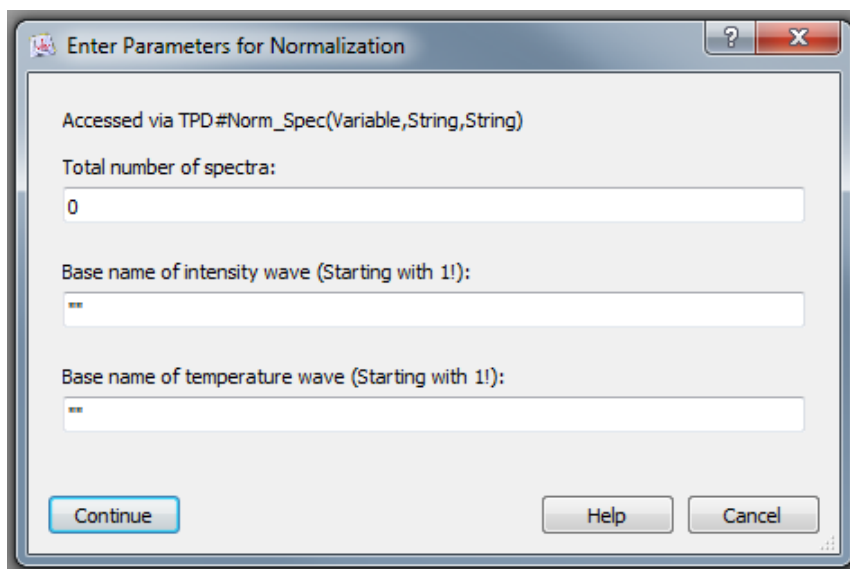 Enter Parameters for Normalization
Accessed via TPD#Norm_Spec(Variable,String,String)
Total number of spectra:
0
Base name of intensity wave (Starting with 1!):
""
Base name of temperature wave (Starting with 1!):
""
Continue Help Cancel